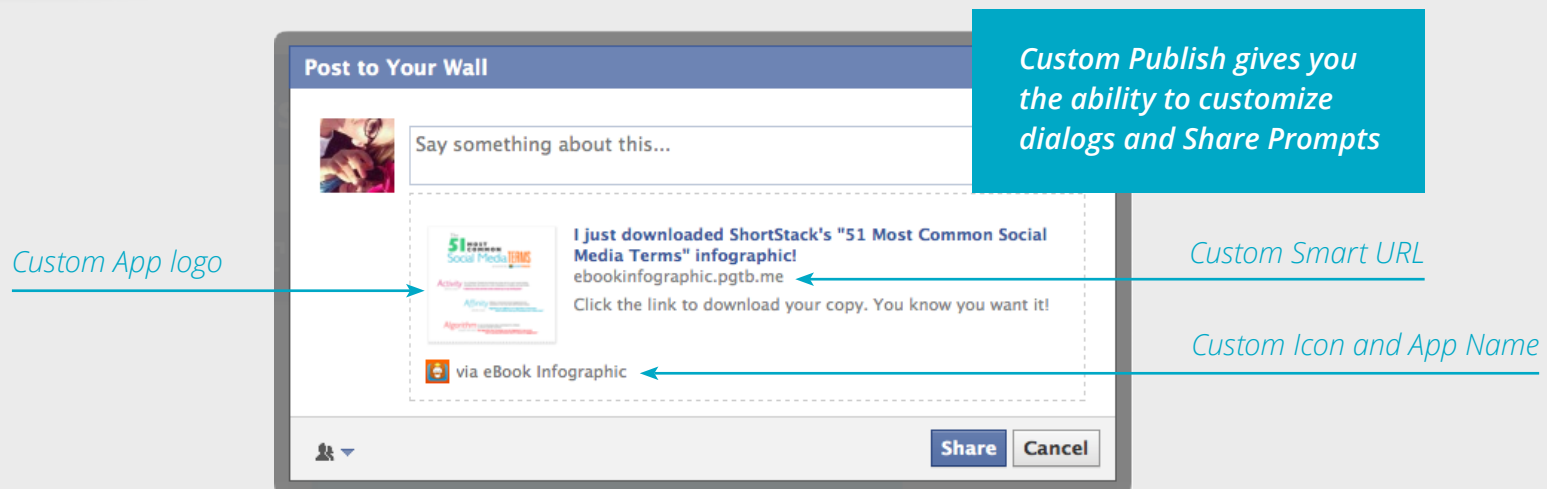 Post to Your Wall
Custom Publish gives you
the ability to customize
dialogs and Share Prompts
Say something about this...
Custom App logo
51 MOST
COMMON
Social Media TERMS
Activity
Affinity
Algorithm
I just downloaded ShortStack's "51 Most Common Social
Media Terms" infographic!
ebookinfographic.pgtb.me
Click the link to download your copy. You know you want it!
Custom Smart URL
via eBook Infographic
Custom Icon and App Name
Share
Cancel